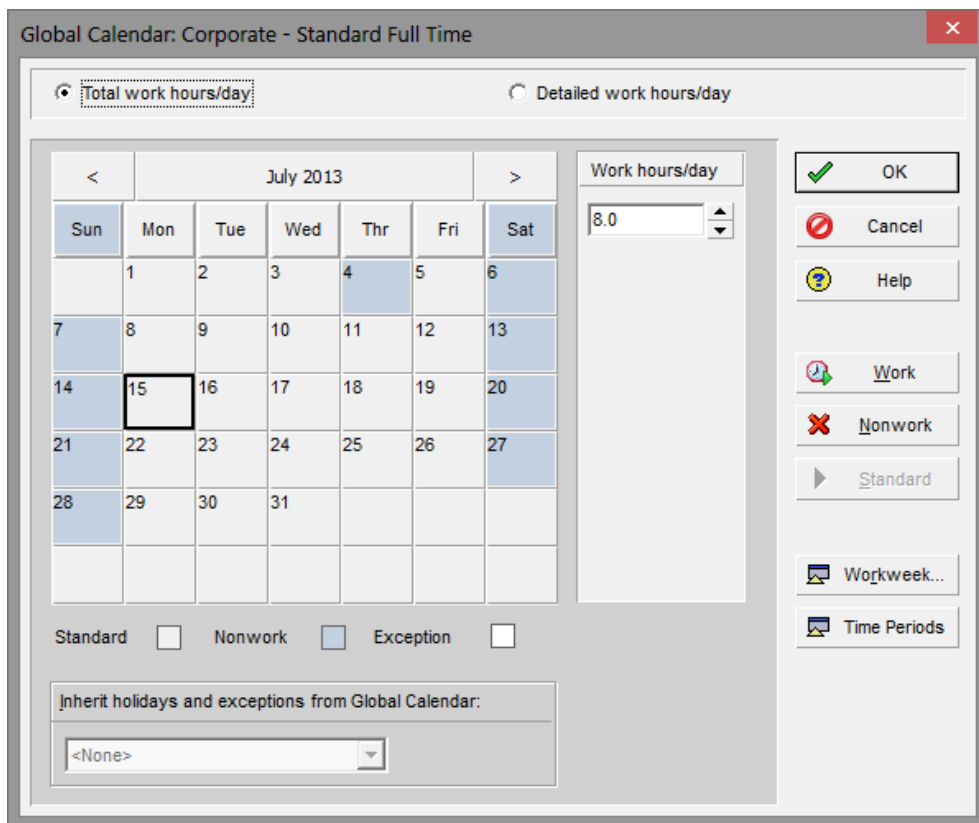 Global Calendar: Corporate - Standard Full Time
Total work hours/day Detailed work hours/day
< July 2013 >
Sun Mon Tue Wed Thr Fri Sat
1 2 3 4 5 6
7 8 9 10 11 12 13
14 15 16 17 18 19 20
21 22 23 24 25 26 27
28 29 30 31
Standard Nonwork Exception
Inherit holidays and exceptions from Global Calendar:
<None>
Work hours/day
8.0
OK
Cancel
Help
Work
Nonwork
Standard
Workweek...
Time Periods